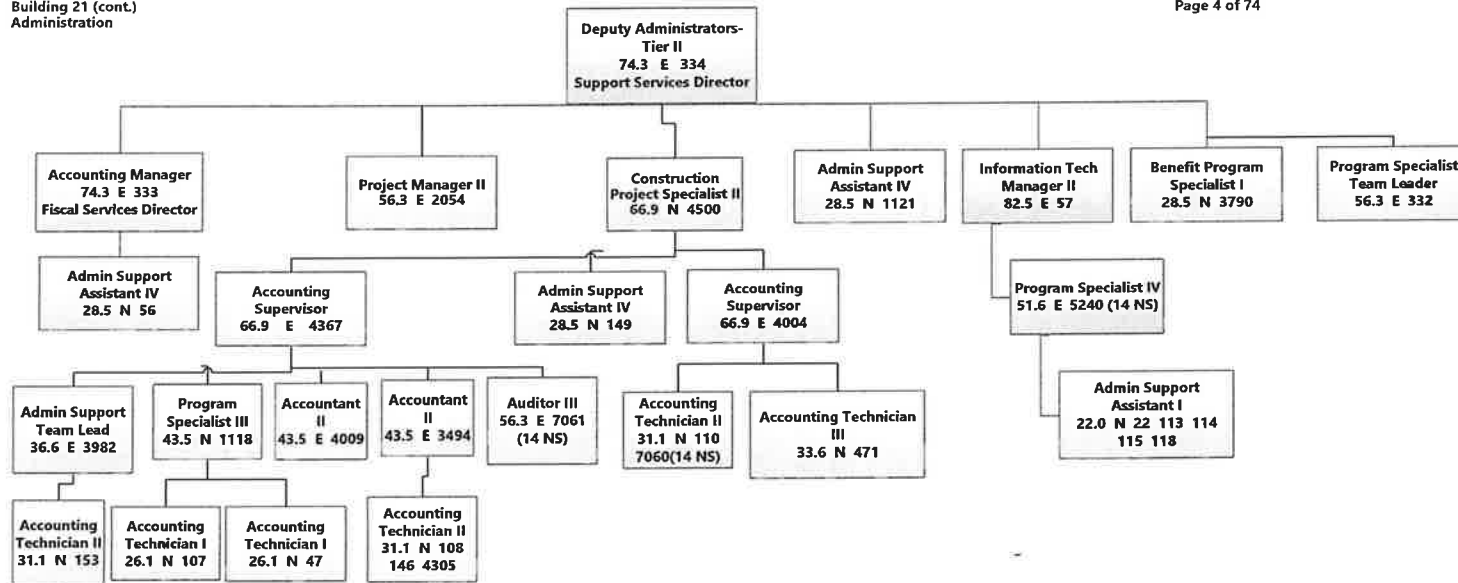 Building 21 (cont.)
Administration
Page 4 of 74
Deputy Administrators-
Tier II
74.3 E 334
Support Services Director
Accounting Manager
74.3 E 333
Fiscal Services Director
Project Manager II
56.3 E 2054
Construction
Project Specialist II
66.9 N 4500
Admin Support
Assistant IV
28.5 N 1121
Information Tech
Manager II
82.5 E 57
Benefit Program
Specialist I
28.5 N 3790
Program Specialist
Team Leader
56.3 E 332
Admin Support
Assistant IV
28.5 N 56
Accounting
Supervisor
66.9 E 4367
Admin Support
Assistant IV
28.5 N 149
Accounting
Supervisor
66.9 E 4004
Program Specialist IV
51.6 E 5240 (14 NS)
Admin Support
Team Lead
36.6 E 3982
Program
Specialist III
43.5 N 1118
Accountant
II
43.5 E 4009
Accountant
II
43.5 E 3494
Auditor III
56.3 E 7061
(14 NS)
Accounting
Technician II
31.1 N 110
7060(14 NS)
Accounting Technician
III
33.6 N 471
Admin Support
Assistant I
22.0 N 22 113 114
115 118
Accounting
Technician II
31.1 N 153
Accounting
Technician I
26.1 N 107
Accounting
Technician I
26.1 N 47
Accounting
Technician II
31.1 N 108
146 4305